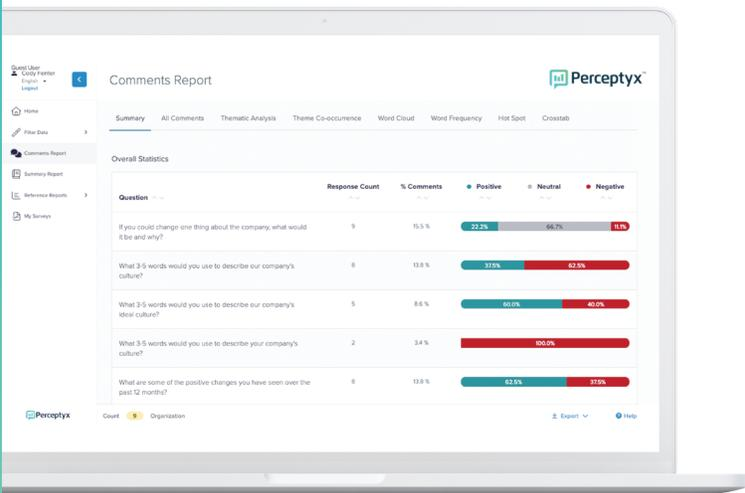 Guest User
Cody Fienter
English
Logout
Home
Filter Data
Comments Report
Summary Report
Reference Reports
My Surveys
Perceptyx
Comments Report
Perceptyx™
Summary All Comments Thematic Analysis Theme Co-occurrence Word Cloud Word Frequency Hot Spot Crosstab
Overall Statistics
Question Response Count % Comments Positive Neutral Negative
If you could change one thing about the company, what would
it be and why?
9 15.5 % 22.2% 66.7% 11.1%
What 3-5 words would you use to describe our company's
culture?
8 13.8 % 37.5% 62.5%
What 3-5 words would you use to describe our company's
ideal culture?
5 8.6 % 60.0% 40.0%
What 3-5 words would you use to describe your company's
culture?
2 3.4 % 100.0%
What are some of the positive changes you have seen over the
past 12 months?
8 13.8 % 62.5% 37.5%
Count 9 Organization
Export Help